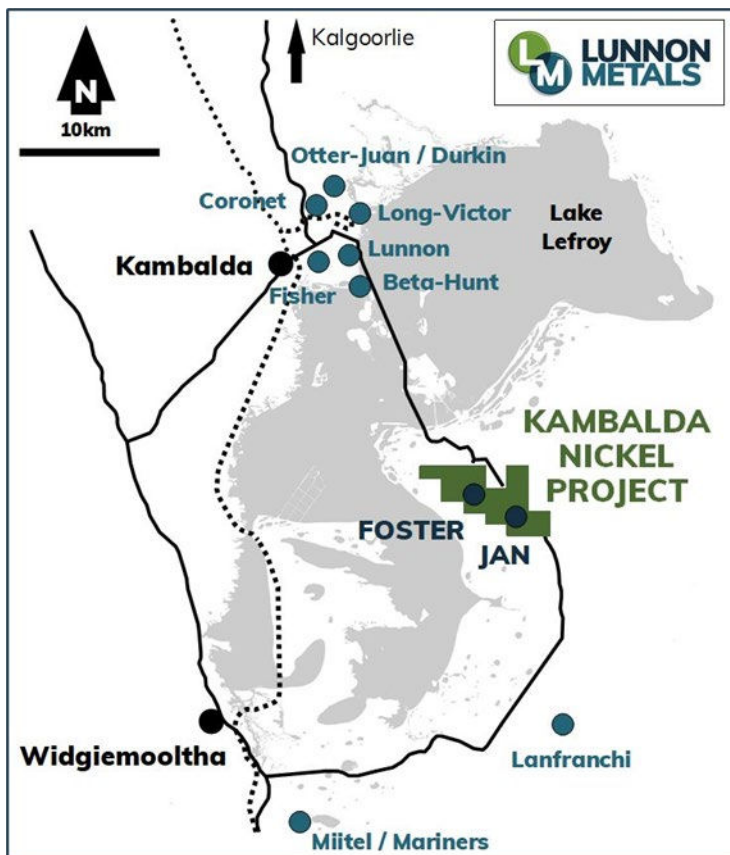 Kalgoorlie
LM LUNNON
METALS
N
10km
Otter-Juan / Durkin
Coronet
Long-Victor
Lake
Lefroy
Kambalda
Lunnon
Fisher
Beta-Hunt
KAMBALDA
NICKEL
PROJECT
FOSTER
JAN
Widgiemooltha
Lanfranchi
Miitel / Mariners